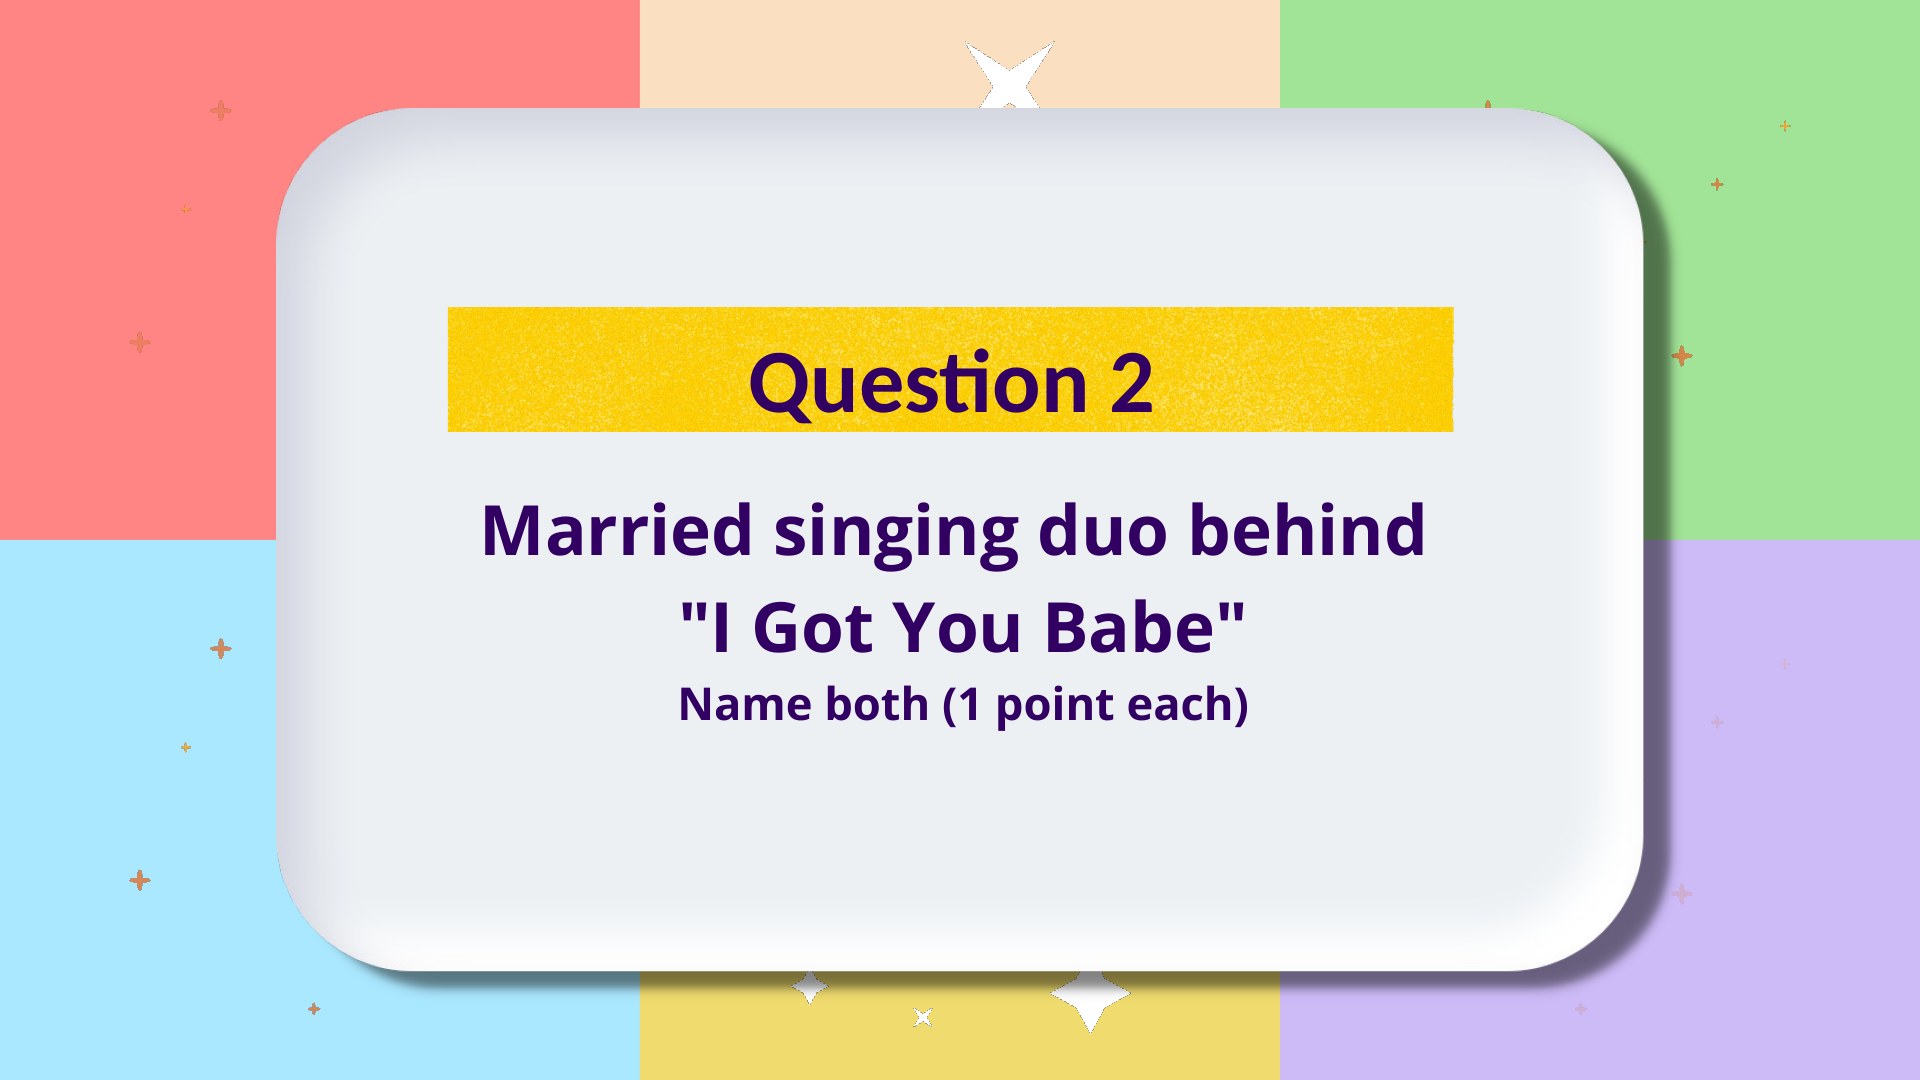 Question 2
Married singing duo behind
"I Got You Babe"
Name both (1 point each)